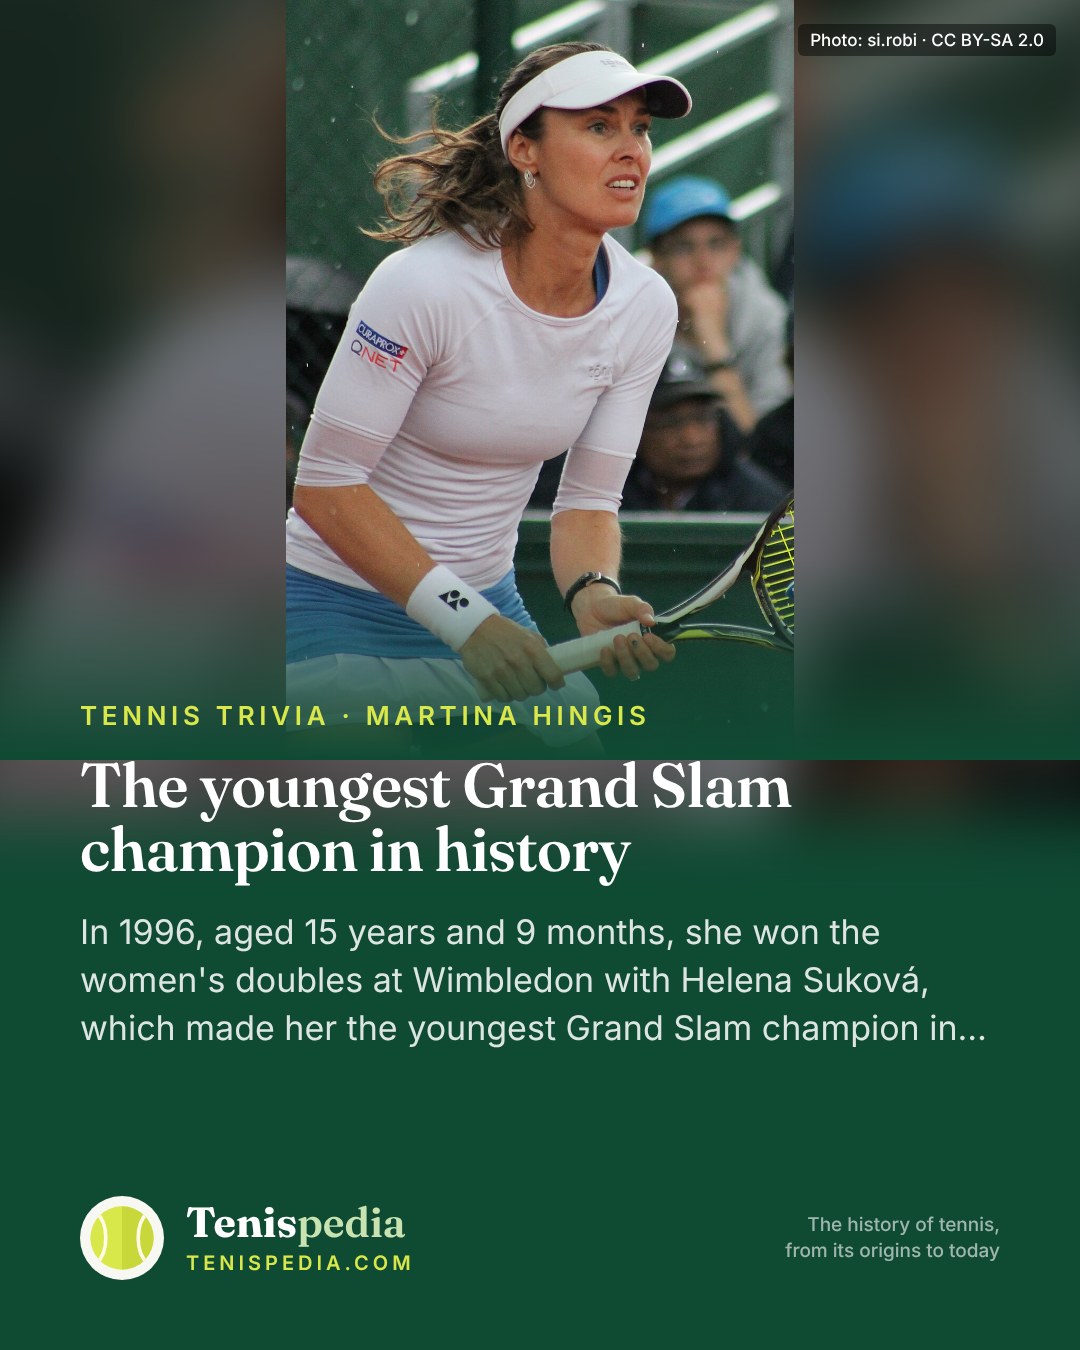 Photo: si.robi · CC BY-SA 2.0
CURAPROX
QNET
TENNIS TRIVIA · MARTINA HINGIS
The youngest Grand Slam
champion in history
In 1996, aged 15 years and 9 months, she won the
women's doubles at Wimbledon with Helena Suková,
which made her the youngest Grand Slam champion in...
Tenispedia
TENISPEDIA.COM
The history of tennis,
from its origins to today